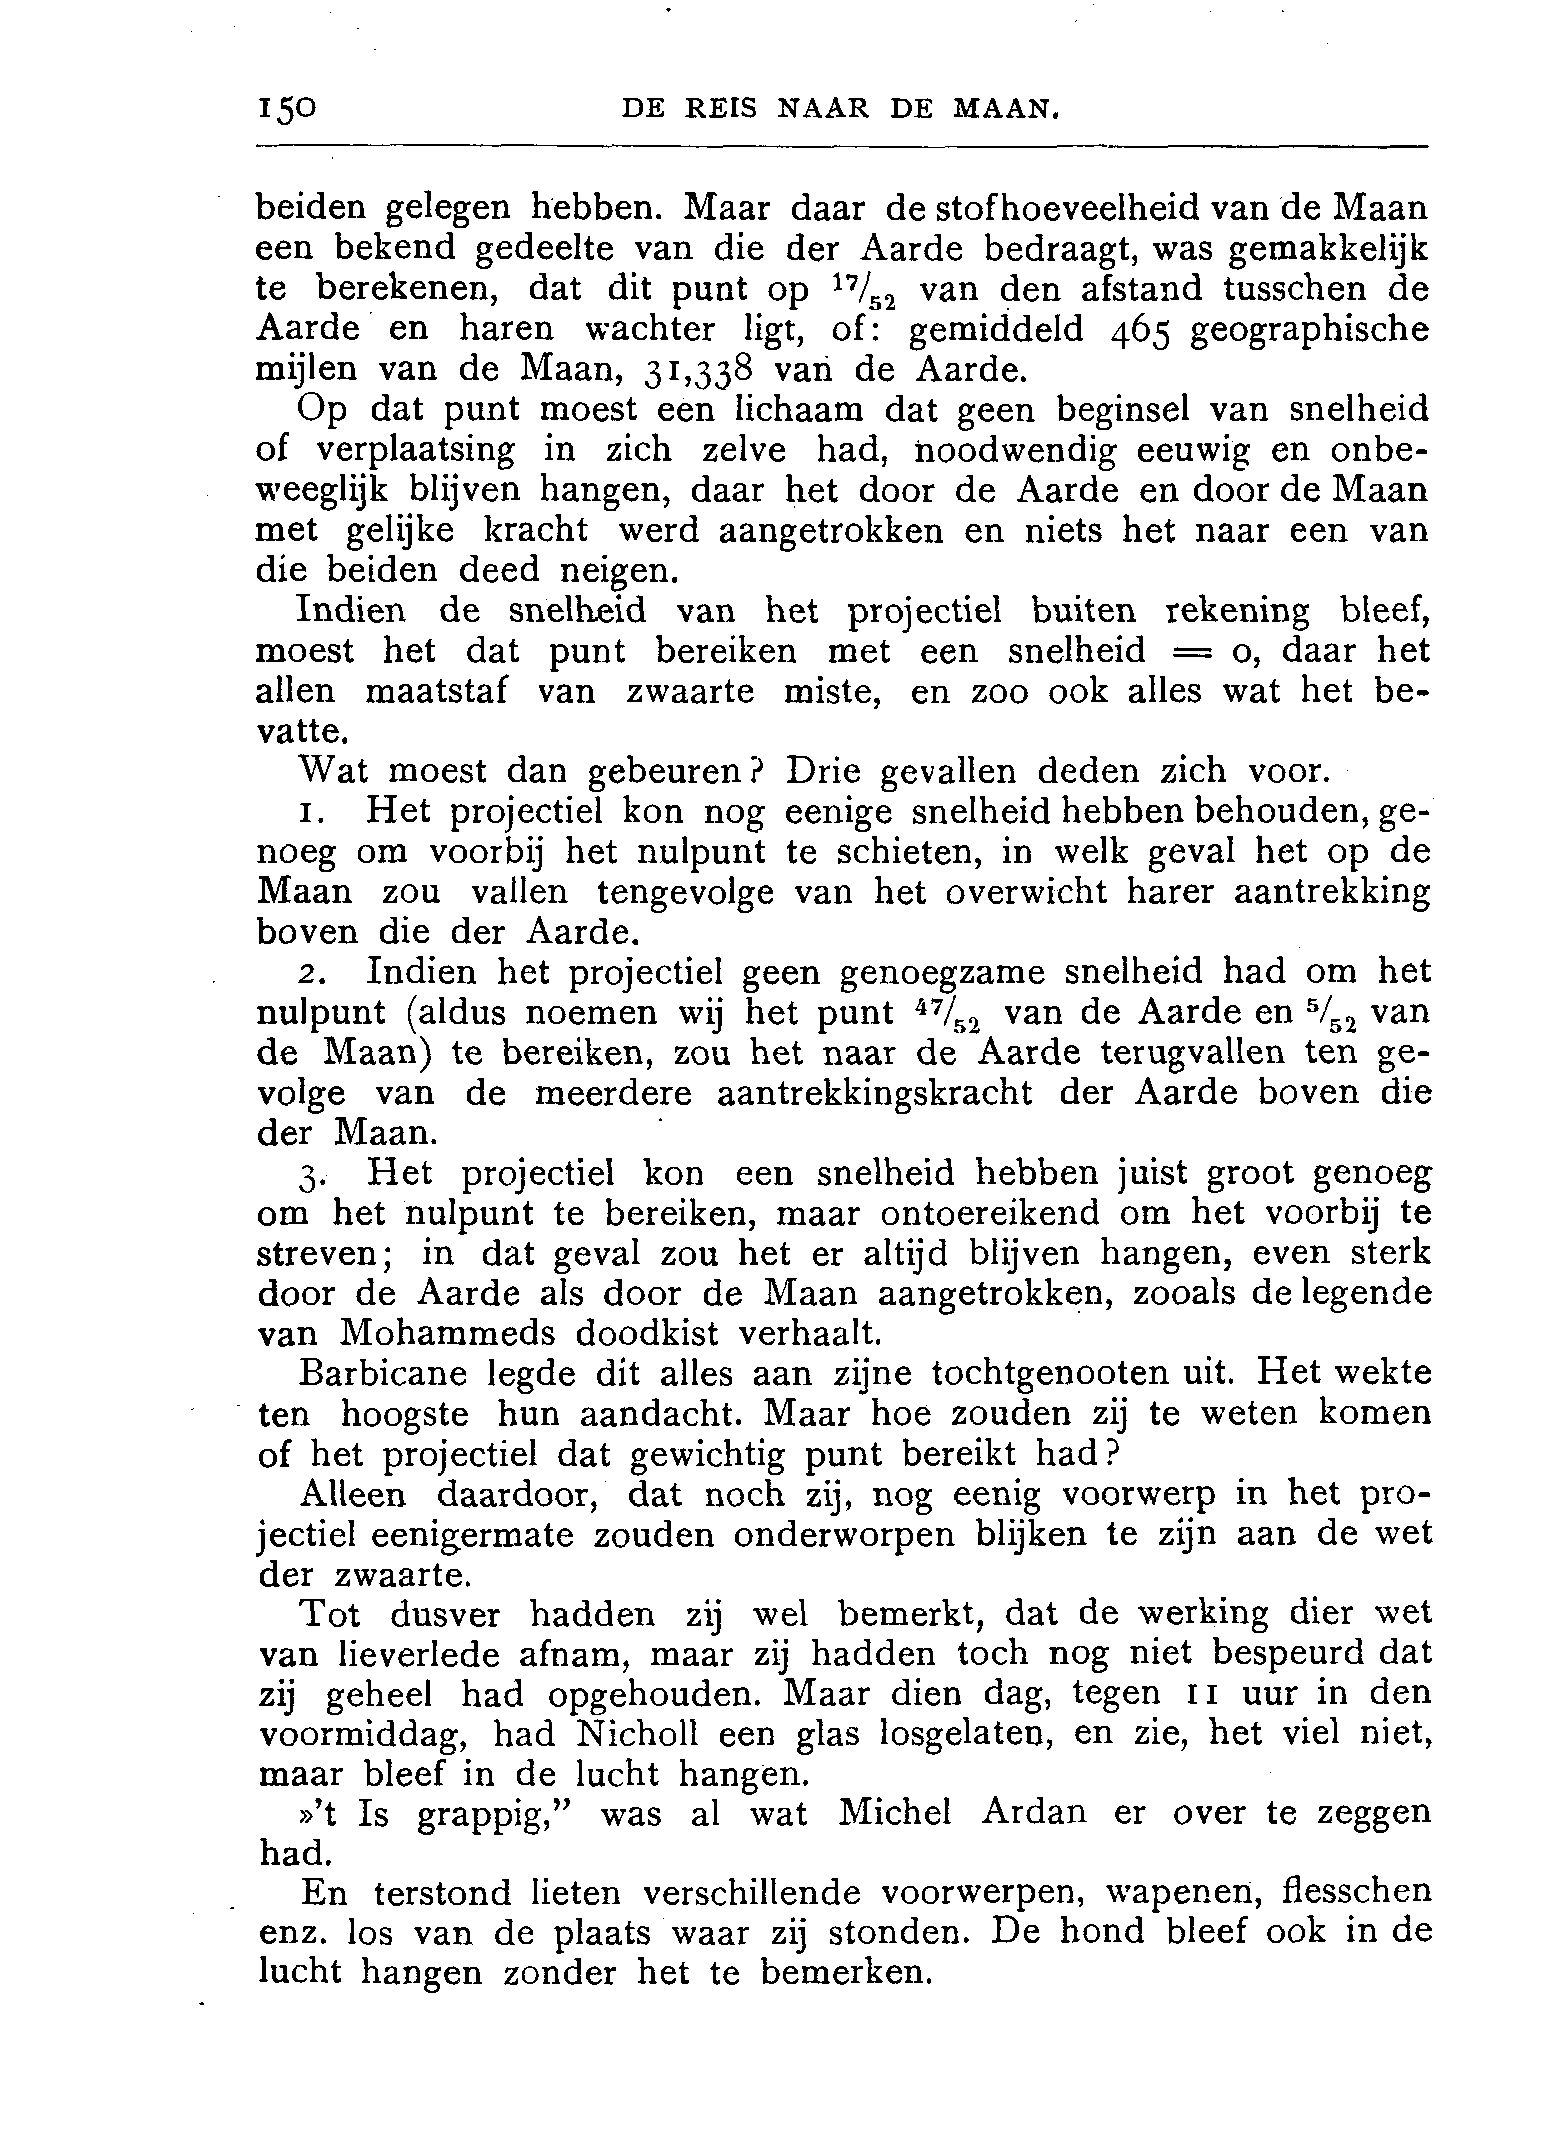 150 DE REIS NAAR DE MAAN.
beiden gelegen hebben. Maar daar de stofhoeveelheid van de Maan
een bekend gedeelte van die der Aarde bedraagt, was gemakkelijk
te berekenen, dat dit punt op 17/52 van den afstand tusschen de
Aarde en haren wachter ligt, of: gemiddeld 465 geographische
mijlen van de Maan, 31,338 van de Aarde.
Op dat punt moest een lichaam dat geen beginsel van snelheid
of verplaatsing in zich zelve had, noodwendig eeuwig en onbe-
weeglijk blijven hangen, daar het door de Aarde en door de Maan
met gelijke kracht werd aangetrokken en niets het naar een van
die beiden deed neigen.
Indien de snelheid van het projectiel buiten rekening bleef,
moest het dat punt bereiken met een snelheid = 0, daar het
allen maatstaf van zwaarte miste, en zoo ook alles wat het be-
vatte.
Wat moest dan gebeuren? Drie gevallen deden zich voor.
1. Het projectiel kon nog eenige snelheid hebben behouden, ge-
noeg om voorbij het nulpunt te schieten, in welk geval het op de
Maan zou vallen tengevolge van het overwicht harer aantrekking
boven die der Aarde.
2. Indien het projectiel geen genoegzame snelheid had om het
nulpunt (aldus noemen wij het punt 47/52 van de Aarde en 5/52 van
de Maan) te bereiken, zou het naar de Aarde terugvallen ten ge-
volge van de meerdere aantrekkingskracht der Aarde boven die
der Maan.
3. Het projectiel kon een snelheid hebben juist groot genoeg
om het nulpunt te bereiken, maar ontoereikend om het voorbij te
streven; in dat geval zou het er altijd blijven hangen, even sterk
door de Aarde als door de Maan aangetrokken, zooals de legende
van Mohammeds doodkist verhaalt.
Barbicane legde dit alles aan zijne tochtgenooten uit. Het wekte
ten hoogste hun aandacht. Maar hoe zouden zij te weten komen
of het projectiel dat gewichtig punt bereikt had?
Alleen daardoor, dat noch zij, nog eenig voorwerp in het pro-
jectiel eenigermate zouden onderworpen blijken te zijn aan de wet
der zwaarte.
Tot dusver hadden zij wel bemerkt, dat de werking dier wet
van lieverlede afnam, maar zij hadden toch nog niet bespeurd dat
zij geheel had opgehouden. Maar dien dag, tegen 11 uur in den
voormiddag, had Nicholl een glas losgelaten, en zie, het viel niet,
maar bleef in de lucht hangen.
»'t Is grappig,” was al wat Michel Ardan er over te zeggen
had.
En terstond lieten verschillende voorwerpen, wapenen, flesschen
enz. los van de plaats waar zij stonden. De hond bleef ook in de
lucht hangen zonder het te bemerken.